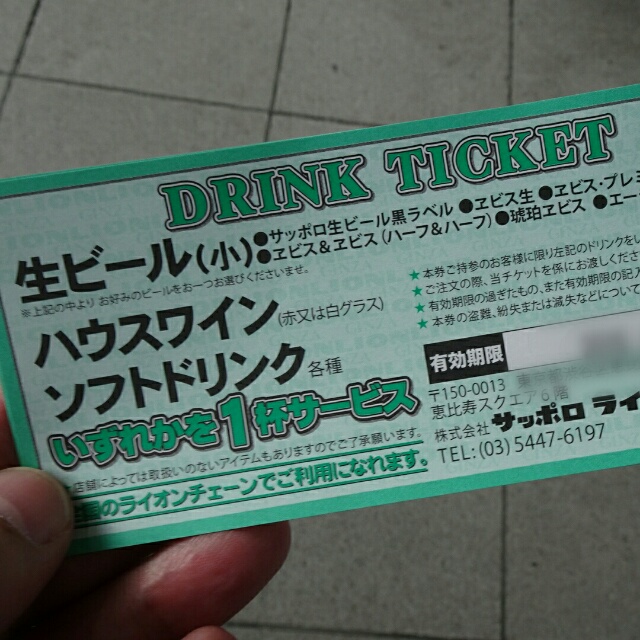 DRINK TICKET
生ビール(小)
●サッポロ生ビール黒ラベル ●ヱビス生 ●ヱビス・プレミ
●ヱビス&ヱビス(ハーフ&ハーフ) ●琥珀ヱビス ●エー
※上記の中より お好みのビールをお一つお選びくださいませ。
ハウスワイン(赤又は白グラス)
ソフトドリンク各種
いずれかを1杯サービス
店舗によっては取扱いのないアイテムもありますのでご了承願います。
のライオンチェーンでご利用になれます。
★本券ご持参のお客様に限り左記のドリンクをい
★ご注文の際、当チケットを係にお渡しくださ
★有効期限の過ぎたもの、また有効期限の記入
★本券の盗難、紛失または滅失などについて
有効期限
〒150-0013
恵比寿スクエア
株式会社 サッポロ ライ
TEL:(03)5447-6197